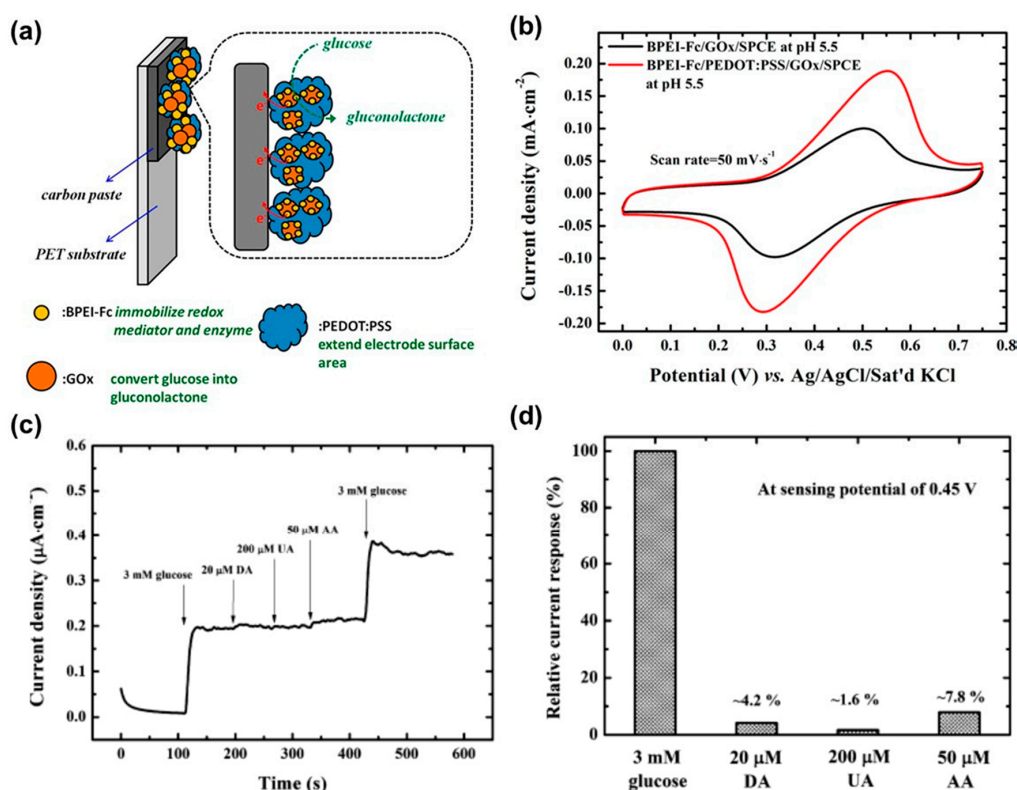 (a)
glucose
gluconolactone
e⁻
e⁻
e⁻
carbon paste
PET substrate
:BPEI-Fc immobilize redox
mediator and enzyme
:PEDOT:PSS
extend electrode surface
area
:GOx convert glucose into
gluconolactone
(b)
BPEI-Fc/GOx/SPCE at pH 5.5
BPEI-Fc/PEDOT:PSS/GOx/SPCE
at pH 5.5
Scan rate=50 mV·s⁻¹
Current density (mA·cm⁻²)
0.20
0.15
0.10
0.05
0.00
-0.05
-0.10
-0.15
-0.20
0.0 0.1 0.2 0.3 0.4 0.5 0.6 0.7 0.8
Potential (V) vs. Ag/AgCl/Sat'd KCl
(c)
Current density (μA·cm⁻
0.6
0.5
0.4
0.3
0.2
0.1
0.0
3 mM glucose
50 μM AA
200 μM UA
3 mM glucose
20 μM DA
0 100 200 300 400 500 600
Time (s)
(d)
Relative current response (%)
100
80
60
40
20
0
At sensing potential of 0.45 V
~4.2 %
~1.6 %
~7.8 %
3 mM 20 μM 200 μM 50 μM
glucose DA UA AA